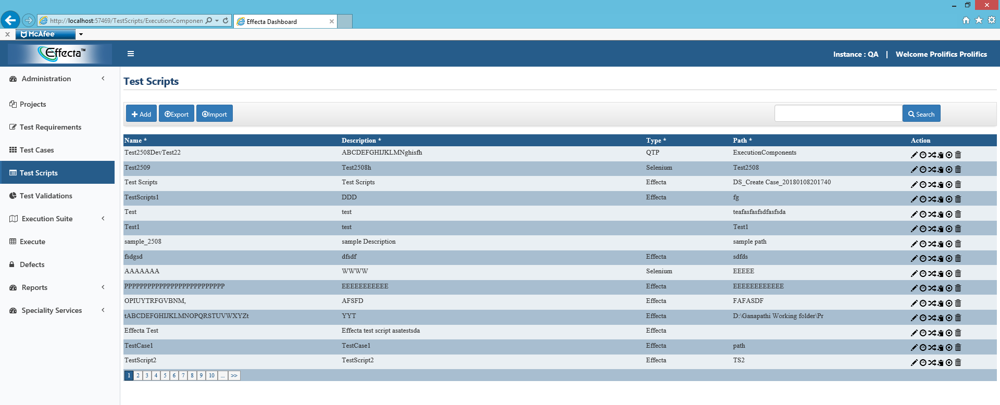 http://localhost:57469/TestScripts/ExecutionComponen
Effecta Dashboard
McAfee
Effecta™
Instance : QA | Welcome Prolifics Prolifics
Administration
Projects
Test Requirements
Test Cases
Test Scripts
Test Validations
Execution Suite
Execute
Defects
Reports
Speciality Services
Test Scripts
Add Export Import Search
Name * Description * Type * Path * Action
Test2508DevTest22 ABCDEFGHIJKLMNghisfh QTP ExecutionComponents
Test2509 Test2508h Selenium Test2508
Test Scripts Test Scripts Effecta DS_Create Case_20180108201740
TestScripts1 DDD Effecta fg
Test test teafasfasfsdfasfsda
Test1 test Test1
sample_2508 sample Description sample path
fsdgsd dfsdf Effecta sdfds
AAAAAAA WWWW Selenium EEEEE
PPPPPPPPPPPPPPPPPPPPPPPPPP EEEEEEEEEEE Effecta EEEEEEEEEEEE
OPIUYTRFGVBNM, AFSFD Effecta FAFASDF
tABCDEFGHIJKLMNOPQRSTUVWXYZt YYT Effecta D:\Ganapathi Working folder\Pr
Effecta Test Effecta test script asatestsda Effecta
TestCase1 TestCase1 Effecta path
TestScript2 TestScript2 Effecta TS2
1 2 3 4 5 6 7 8 9 10 ... >>